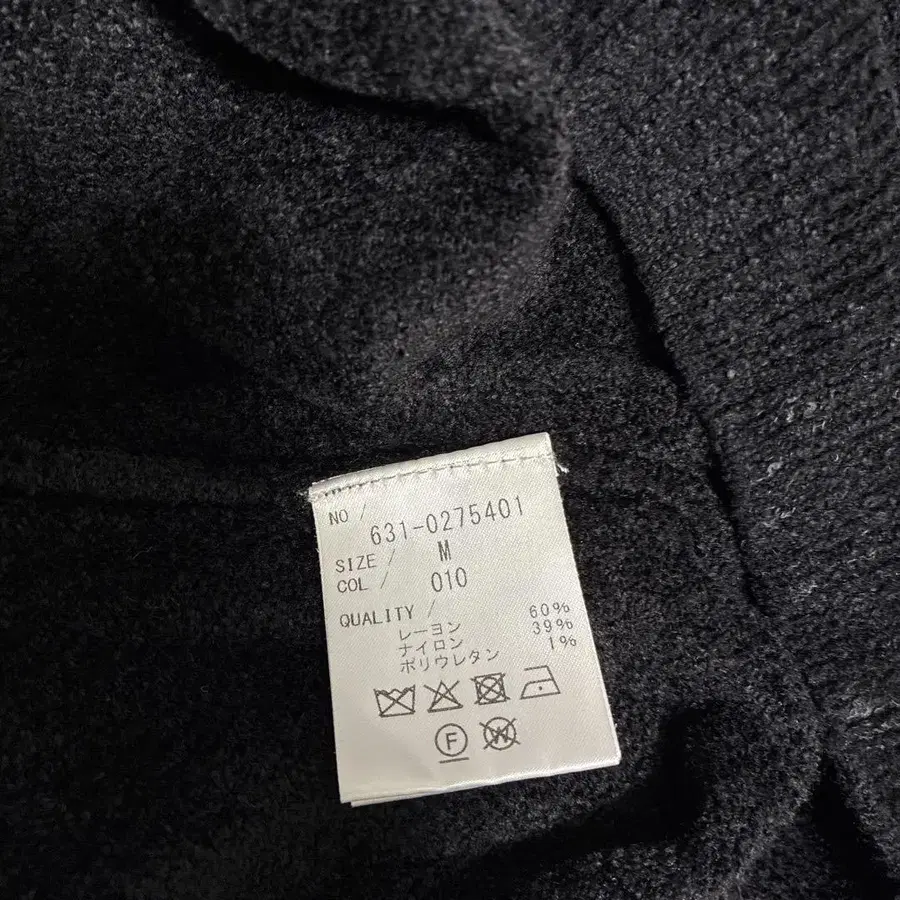 NO / 631-0275401
SIZE / M
COL / 010
QUALITY /
レーヨン 60%
ナイロン 39%
ポリウレタン 1%
F W